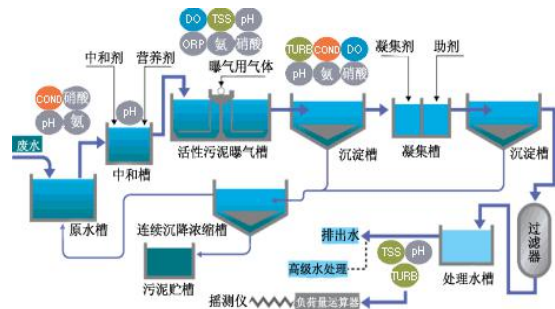 DO TSS pH
ORP 氨 硝酸
曝气用气体
中和剂
营养剂
pH
COND 硝酸
pH 氨
TURB COND DO
pH 氨 硝酸
凝集剂
助剂
废水
原水槽
中和槽
活性污泥曝气槽
沉淀槽
凝集槽
沉淀槽
连续沉降浓缩槽
污泥贮槽
排出水
高级水处理
TSS pH
TURB
处理水槽
过滤器
摇测仪
负荷量运算器